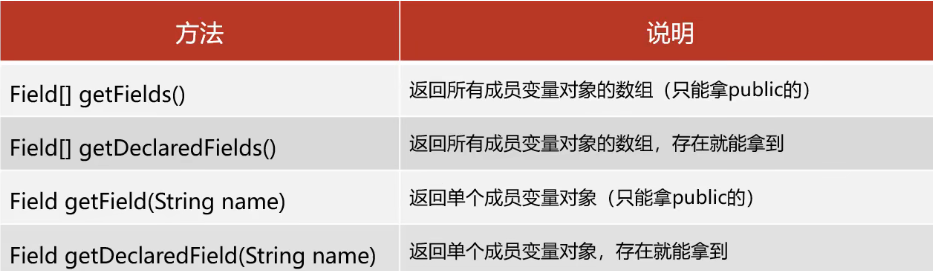 方法 说明
Field[] getFields() 返回所有成员变量对象的数组（只能拿public的）
Field[] getDeclaredFields() 返回所有成员变量对象的数组，存在就能拿到
Field getField(String name) 返回单个成员变量对象（只能拿public的）
Field getDeclaredField(String name) 返回单个成员变量对象，存在就能拿到